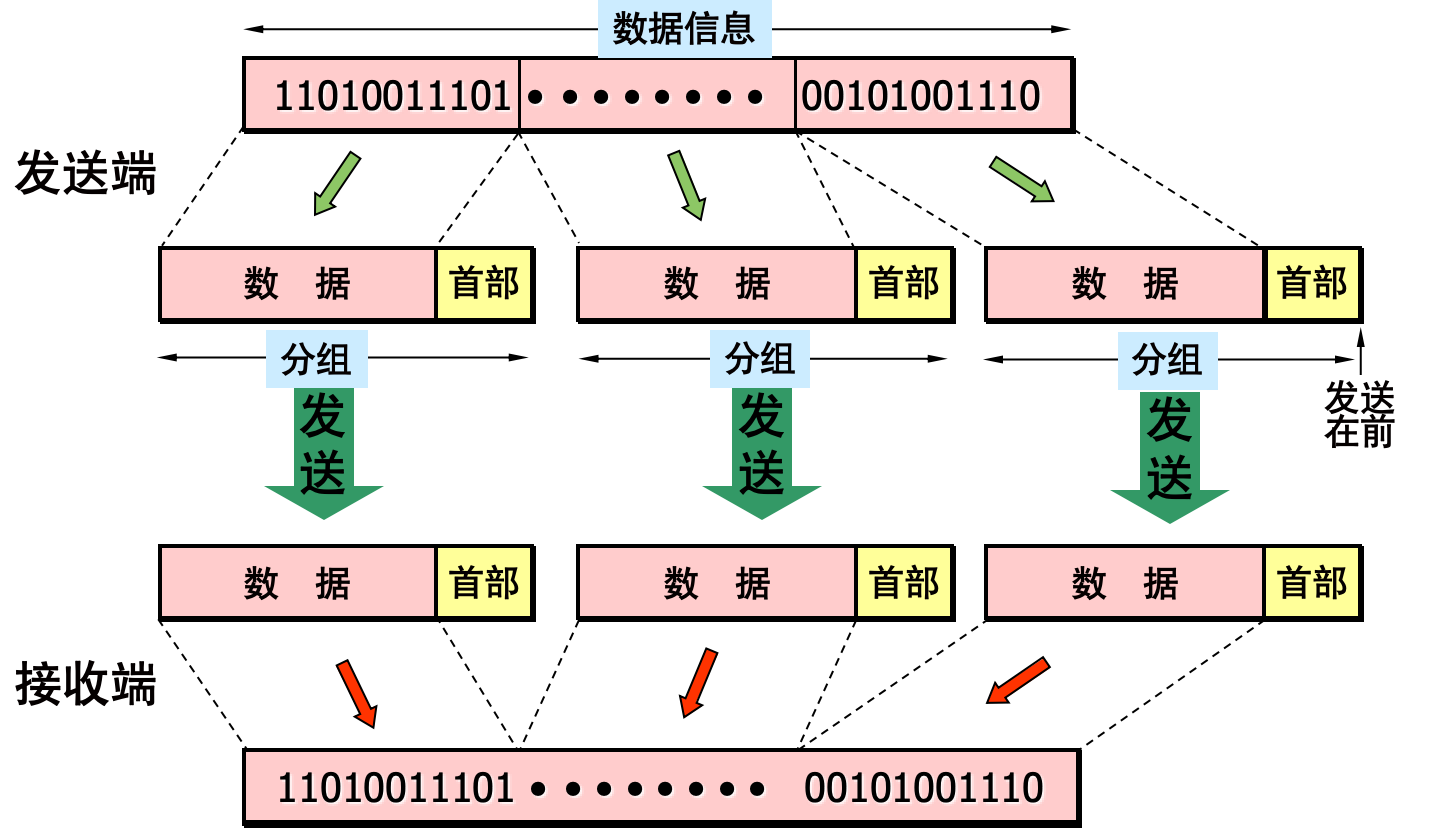 数据信息
11010011101 •••••••• 00101001110
发送端
数 据 首部 数 据 首部 数 据 首部
分组 分组 分组
发送 发送 发送
发送
在前
数 据 首部 数 据 首部 数 据 首部
接收端
11010011101 •••••••• 00101001110